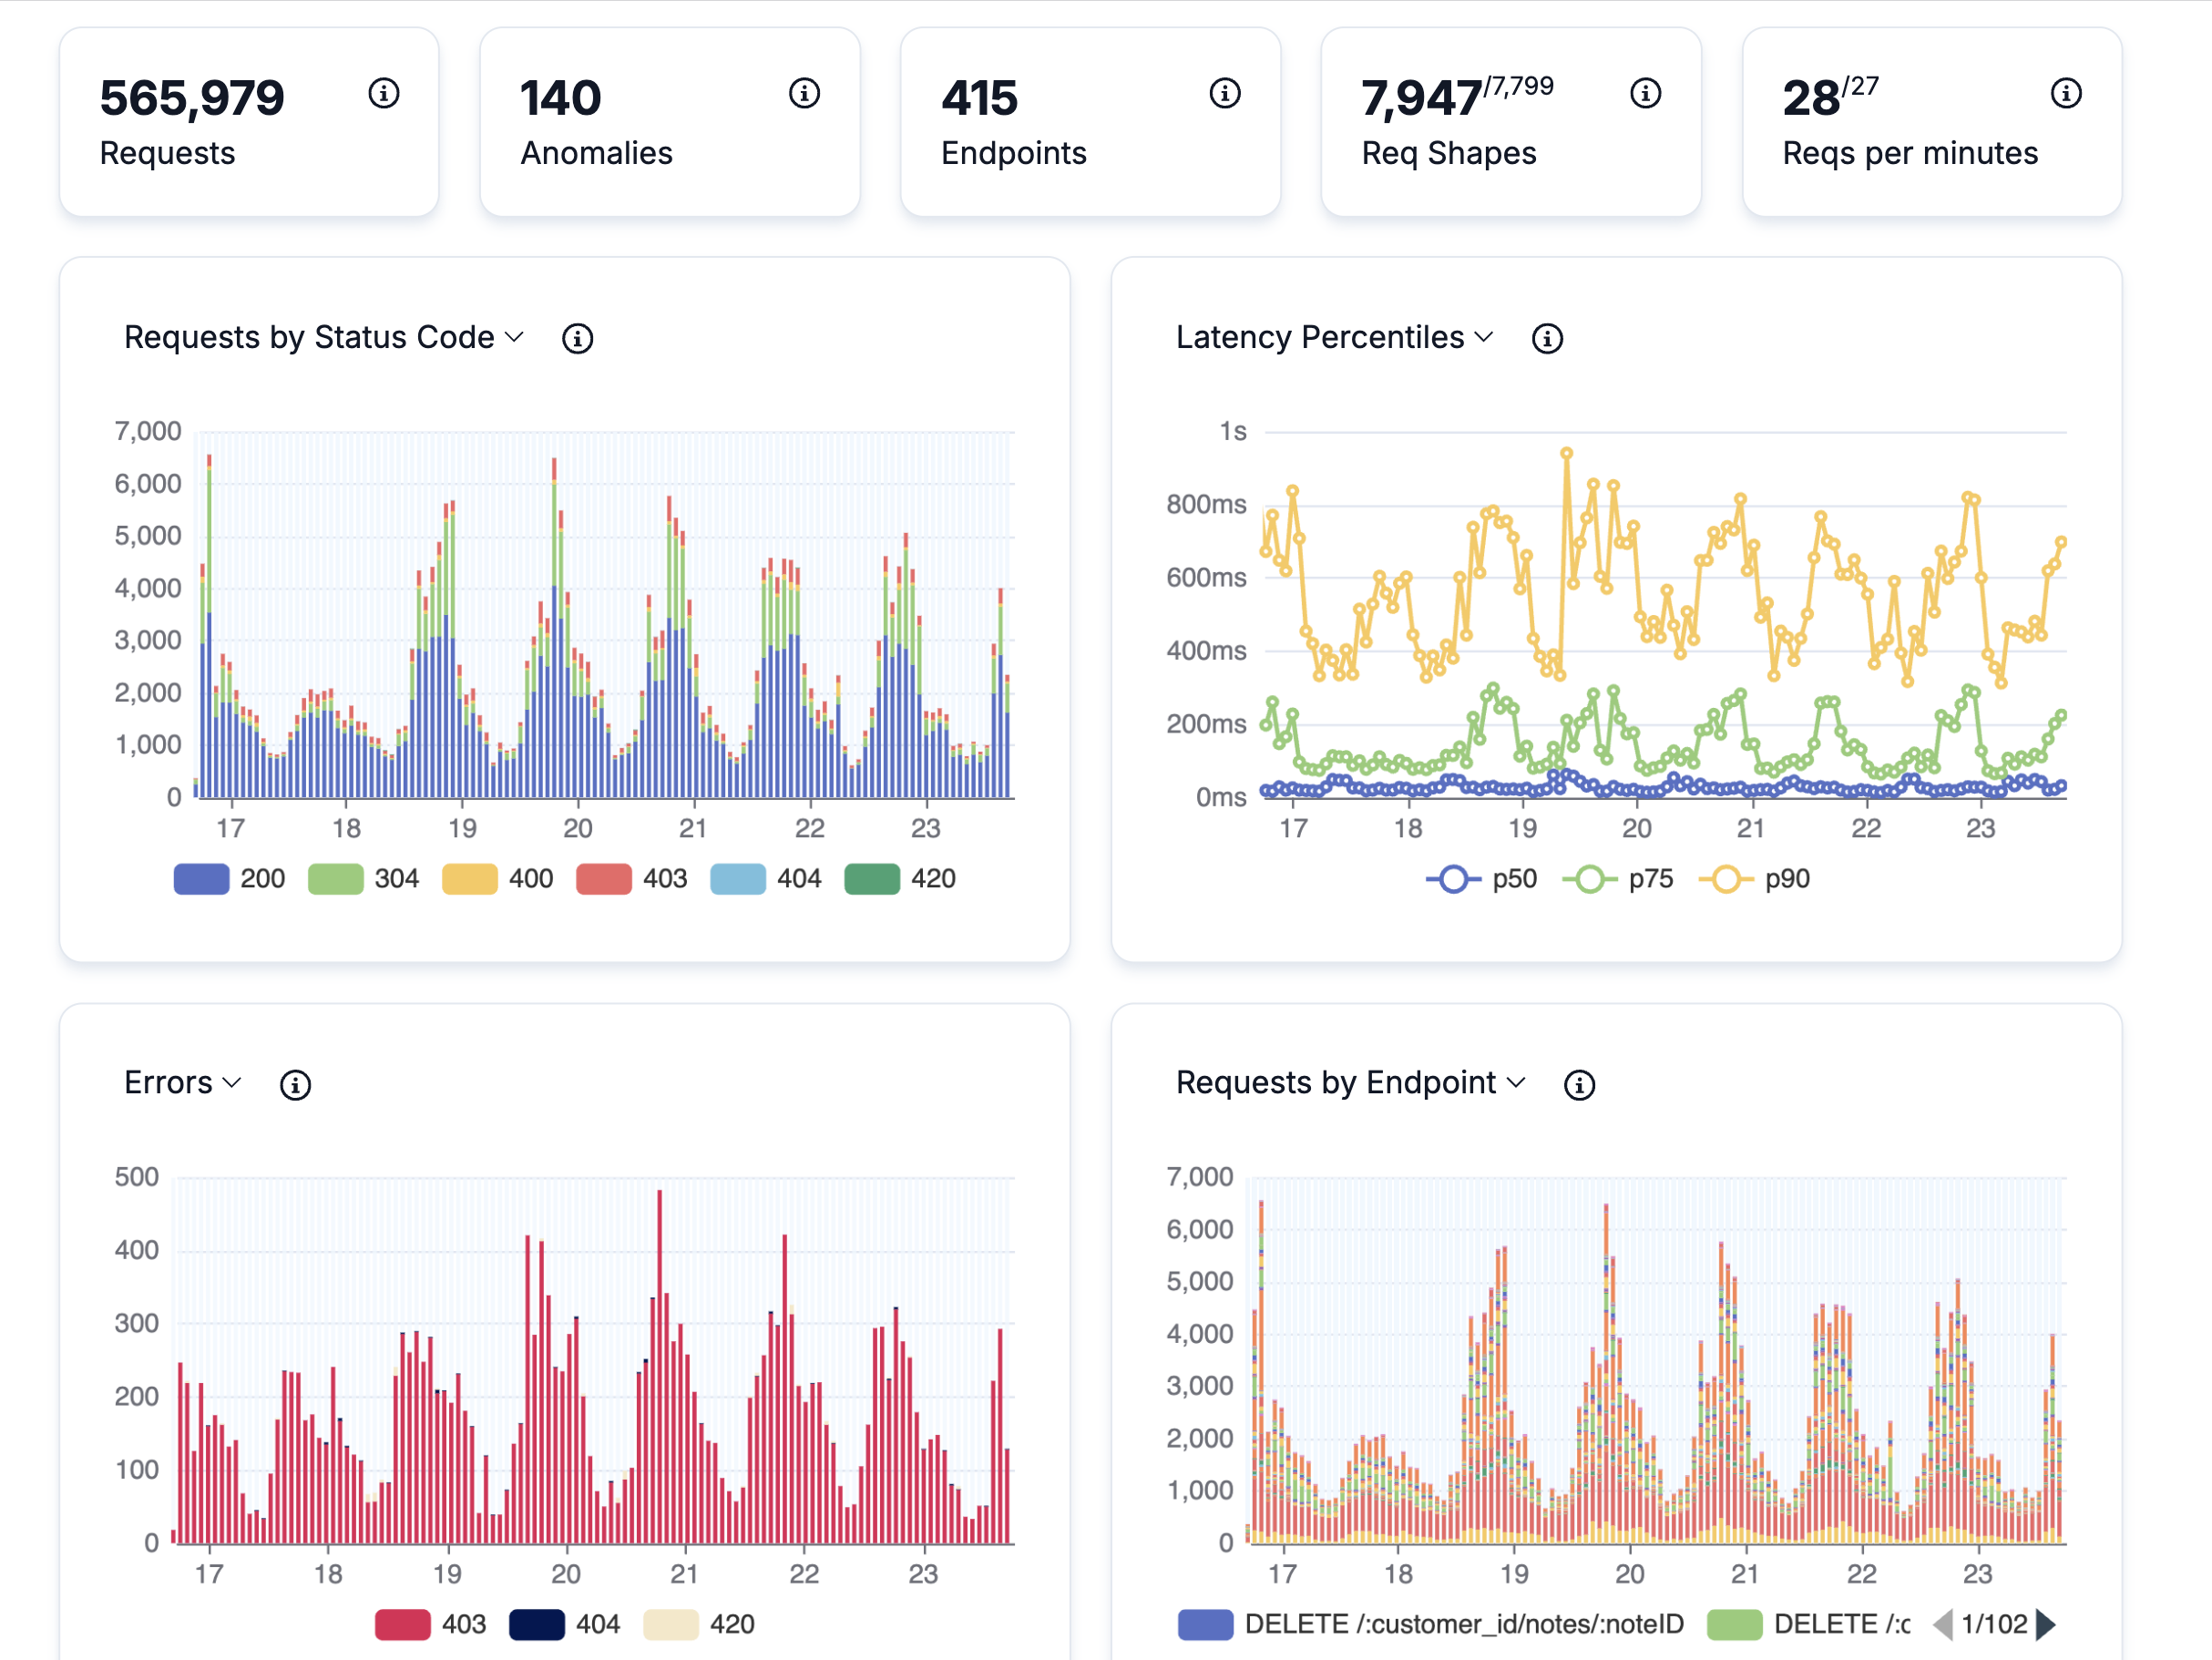 565,979
Requests
140
Anomalies
415
Endpoints
7,947/7,799
Req Shapes
28/27
Reqs per minutes
Requests by Status Code
7,000
6,000
5,000
4,000
3,000
2,000
1,000
0
17 18 19 20 21 22 23
200 304 400 403 404 420
Latency Percentiles
1s
800ms
600ms
400ms
200ms
0ms
17 18 19 20 21 22 23
p50 p75 p90
Errors
500
400
300
200
100
0
17 18 19 20 21 22 23
403 404 420
Requests by Endpoint
7,000
6,000
5,000
4,000
3,000
2,000
1,000
0
17 18 19 20 21 22 23
DELETE /:customer_id/notes/:noteID DELETE /:c 1/102